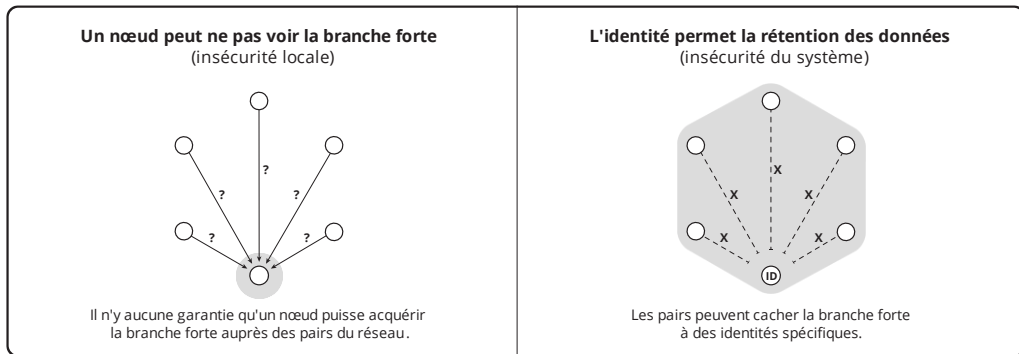 Un nœud peut ne pas voir la branche forte
(insécurité locale)
?
?
?
?
?
Il n'y aucune garantie qu'un nœud puisse acquérir
la branche forte auprès des pairs du réseau.
L'identité permet la rétention des données
(insécurité du système)
X
X
X
X
X
ID
Les pairs peuvent cacher la branche forte
à des identités spécifiques.